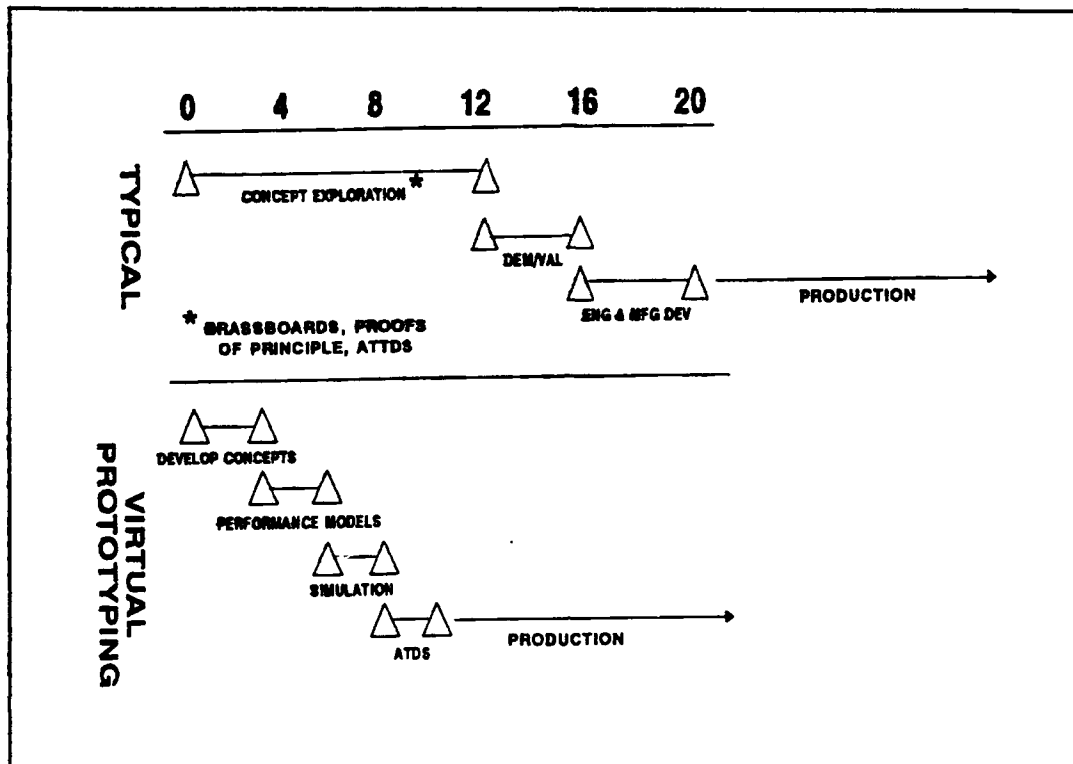 0 4 8 12 16 20
TYPICAL
CONCEPT EXPLORATION *
DEM/VAL
ENG & MFG DEV
PRODUCTION
* BRASSBOARDS, PROOFS
OF PRINCIPLE, ATTDS
VIRTUAL
PROTOTYPING
DEVELOP CONCEPTS
PERFORMANCE MODELS
SIMULATION
ATDS
PRODUCTION